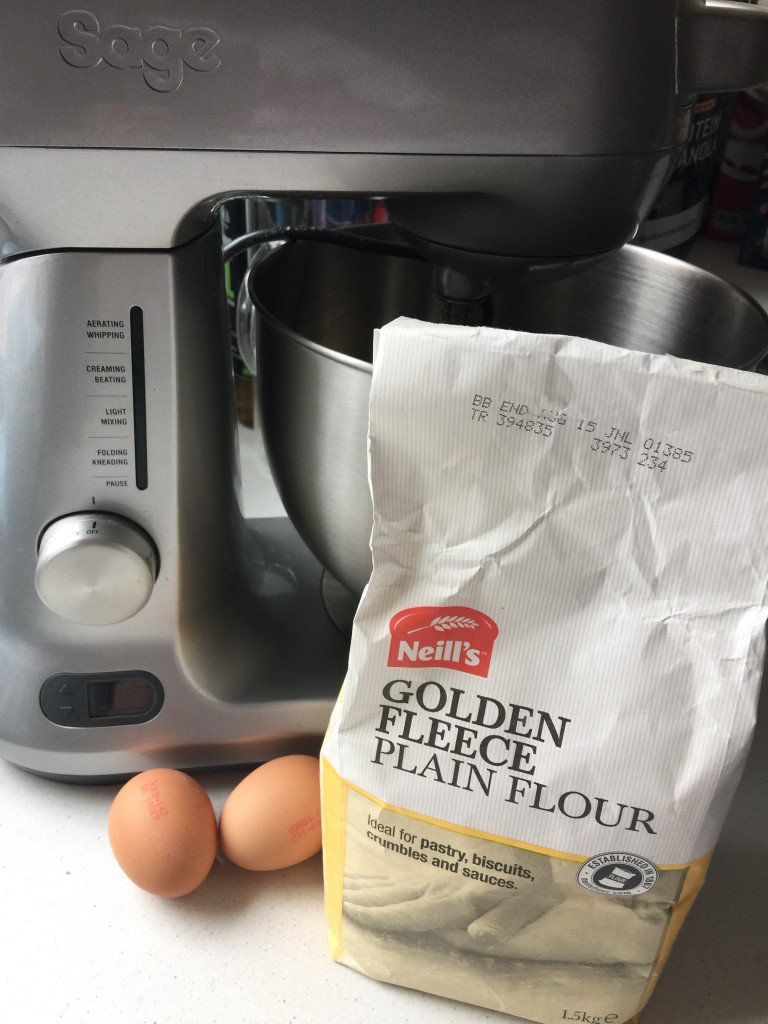 Sage
AERATING
WHIPPING
CREAMING
BEATING
LIGHT
MIXING
FOLDING
KNEADING
PAUSE
OFF
BB END AUG 15 JNL 01385
TR 394835 3973 234
Neill's
GOLDEN
FLEECE
PLAIN FLOUR
Ideal for pastry, biscuits,
crumbles and sauces.
ESTABLISHED IN 1867
1.5kg e